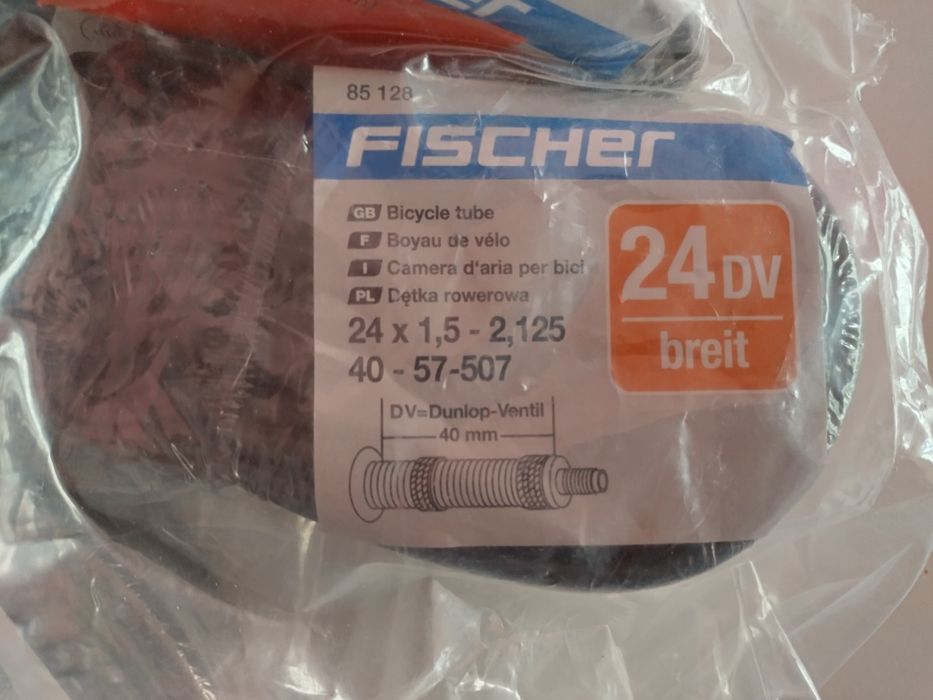 85 128
FISCHer
GB Bicycle tube
F Boyau de vélo
I Camera d'aria per bici
PL Dętka rowerowa
24 x 1,5 - 2,125
40 - 57-507
24 DV
breit
DV=Dunlop-Ventil
40 mm